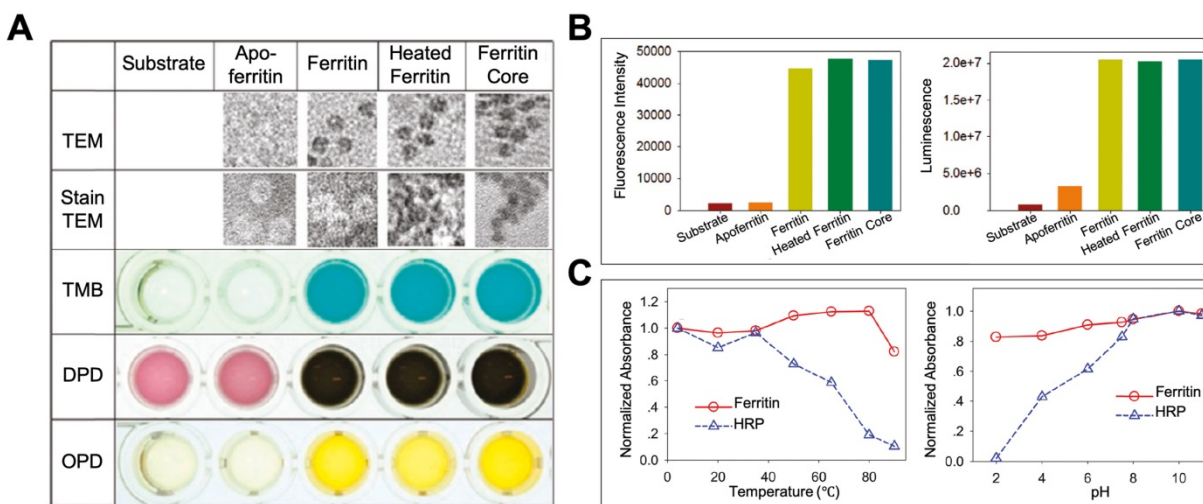 A
Substrate
Apo-
ferritin
Ferritin
Heated
Ferritin
Ferritin
Core
TEM
Stain
TEM
TMB
DPD
OPD
B
Fluorescence Intensity
50000
40000
30000
20000
10000
0
Substrate
Apoferritin
Ferritin
Heated Ferritin
Ferritin Core
Luminescence
2.0e+7
1.5e+7
1.0e+7
5.0e+6
0.0
Substrate
Apoferritin
Ferritin
Heated Ferritin
Ferritin Core
C
Normalized Absorbance
1.2
1.0
.8
.6
.4
.2
.0
Ferritin
HRP
0 20 40 60 80
Temperature (℃)
Normalized Absorbance
1.0
.8
.6
.4
.2
.0
Ferritin
HRP
2 4 6 8 10
pH